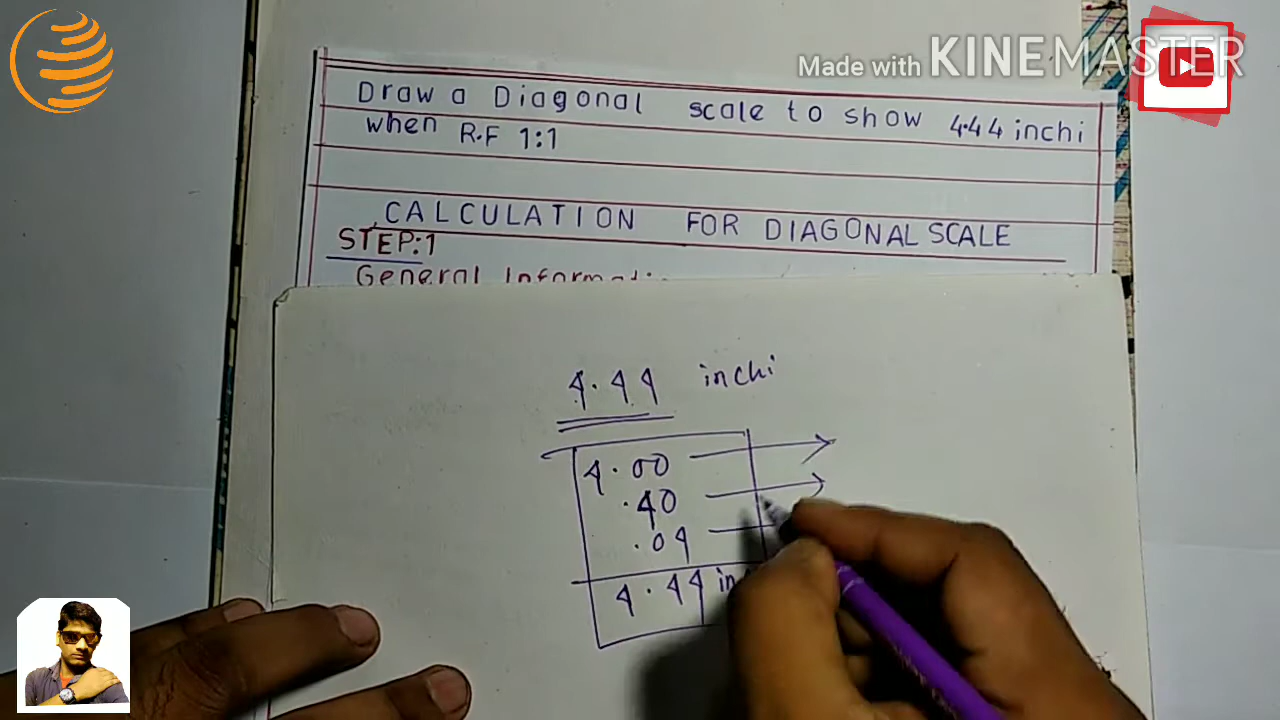 Made with KINEMASTER
Draw a Diagonal scale to show 4.44 inchi
when R.F 1:1
CALCULATION FOR DIAGONAL SCALE
STEP:1
General
4.44 inchi
4.00
.40
.04
4.44